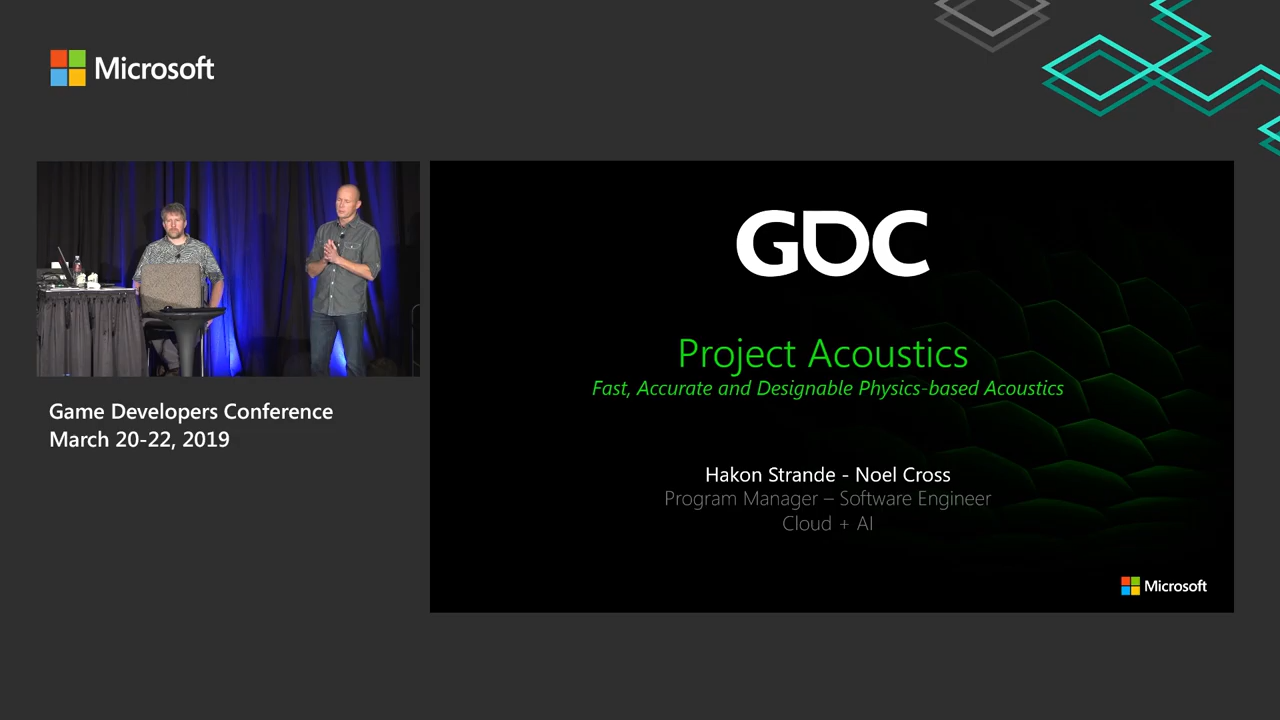 Microsoft
Game Developers Conference
March 20-22, 2019
GDC
Project Acoustics
Fast, Accurate and Designable Physics-based Acoustics
Hakon Strande - Noel Cross
Program Manager – Software Engineer
Cloud + AI
Microsoft